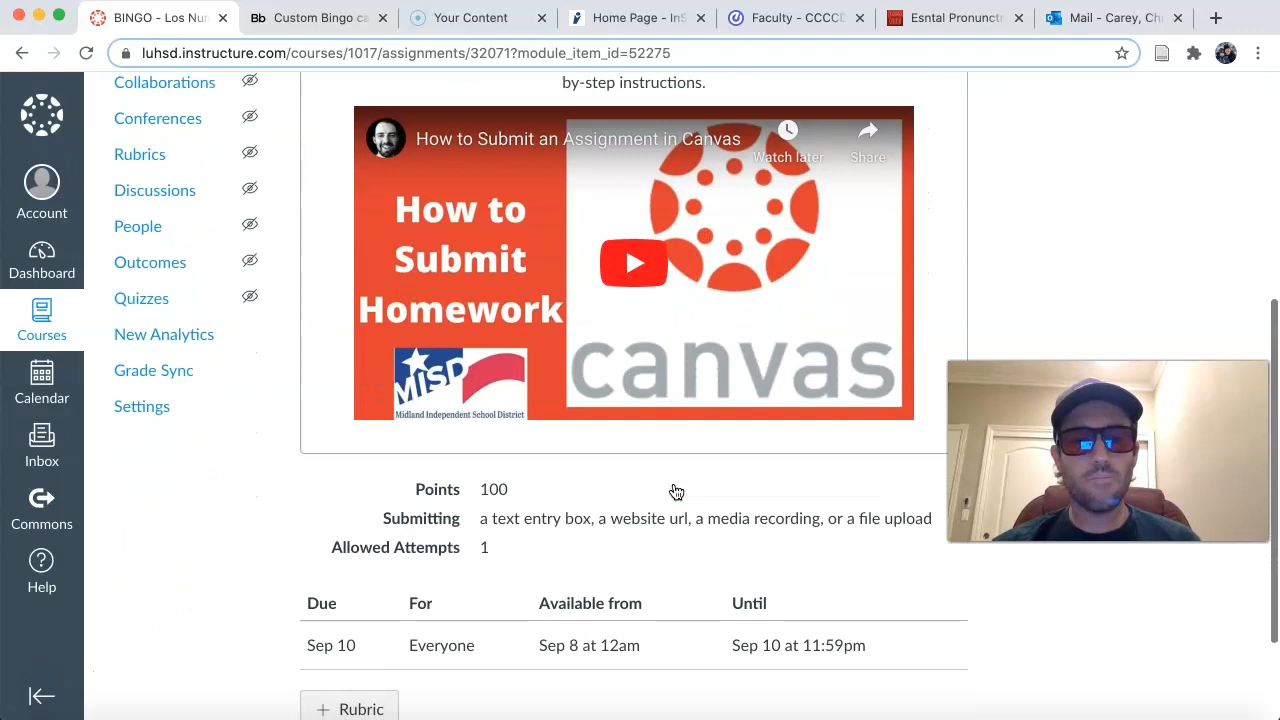 BINGO - Los Nu
Custom Bingo ca
Your Content
Home Page - InS
Faculty - CCCCD
Esntal Pronunct
Mail - Carey, Ch
luhsd.instructure.com/courses/1017/assignments/32071?module_item_id=52275
Account
Dashboard
Courses
Calendar
Inbox
Commons
Help
Collaborations
Conferences
Rubrics
Discussions
People
Outcomes
Quizzes
New Analytics
Grade Sync
Settings
by-step instructions.
How to Submit an Assignment in Canvas
Watch later
Share
How to
Submit
Homework
MISD
Midland Independent School District
canvas
Points 100
Submitting a text entry box, a website url, a media recording, or a file upload
Allowed Attempts 1
Due For Available from Until
Sep 10 Everyone Sep 8 at 12am Sep 10 at 11:59pm
+ Rubric